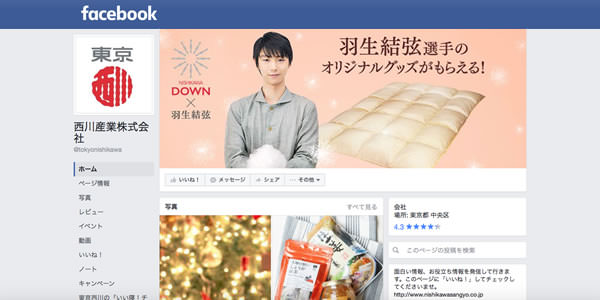 facebook
東京
西川
西川産業株式会
社
@tokyonishikawa
ホーム
ページ情報
写真
レビュー
イベント
動画
いいね！
ノート
キャンペーン
東京西川の「いい寝！チ
NISHIKAWA
DOWN
×
羽生結弦
羽生結弦選手の
オリジナルグッズがもらえる！
いいね！ メッセージ シェア ••• その他
写真 すべて見る
会社
場所: 東京都 中央区
4.3
このページの投稿を検索
面白い情報、お役立ち情報を発信して行きま
す。このページに「いいね！」してチェックし
てくださいませ。
http://www.nishikawasangyo.co.jp